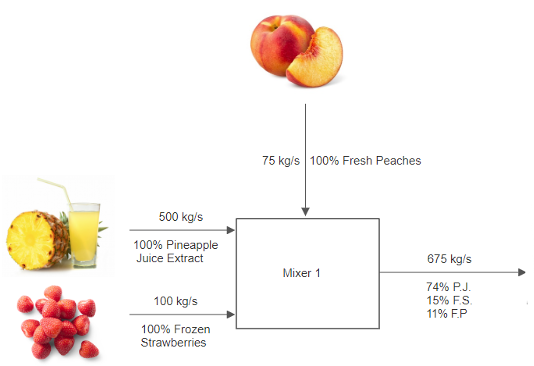 75 kg/s
100% Fresh Peaches
500 kg/s
100% Pineapple
Juice Extract
Mixer 1
675 kg/s
74% P.J.
15% F.S.
11% F.P
100 kg/s
100% Frozen
Strawberries